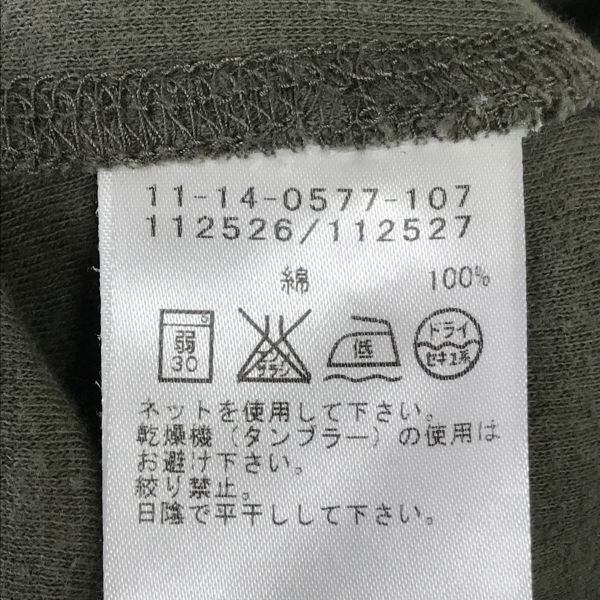 11-14-0577-107
112526/112527
綿 100%
弱 エンソ 低 ドライ
30 サラシ セキユ系
ネットを使用して下さい。
乾燥機（タンブラー）の使用は
お避け下さい。
絞り禁止。
日陰で平干しして下さい。